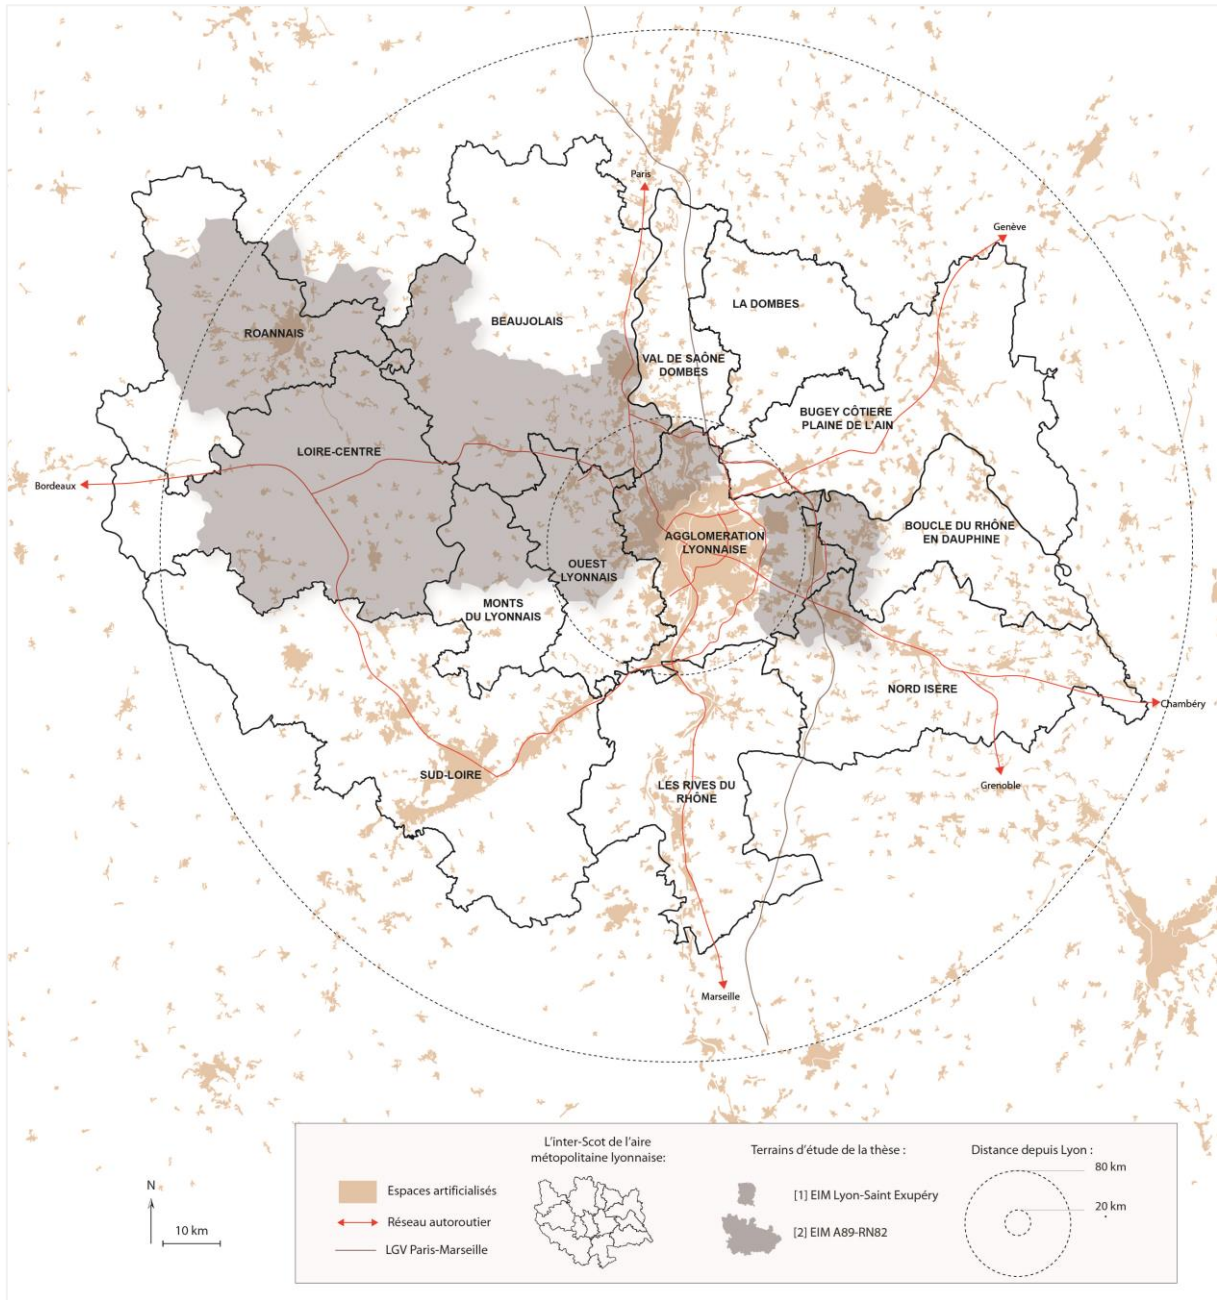 Paris
Genève
LA DOMBES
BEAUJOLAIS
ROANNAIS
VAL DE SAÔNE
DOMBES
BUGEY CÔTIERE
PLAINE DE L'AIN
LOIRE-CENTRE
Bordeaux
BOUCLE DU RHÔNE
EN DAUPHINE
AGGLOMERATION
LYONNAISE
OUEST
LYONNAIS
MONTS
DU LYONNAIS
NORD ISERE
Chambéry
SUD-LOIRE
LES RIVES DU
RHÔNE
Grenoble
Marseille
L'inter-Scot de l'aire
métopolitaine lyonnaise:
Terrains d'étude de la thèse :
Distance depuis Lyon :
80 km
20 km
Espaces artificialisés
Réseau autoroutier
LGV Paris-Marseille
[1] EIM Lyon-Saint Exupéry
[2] EIM A89-RN82
N
10 km